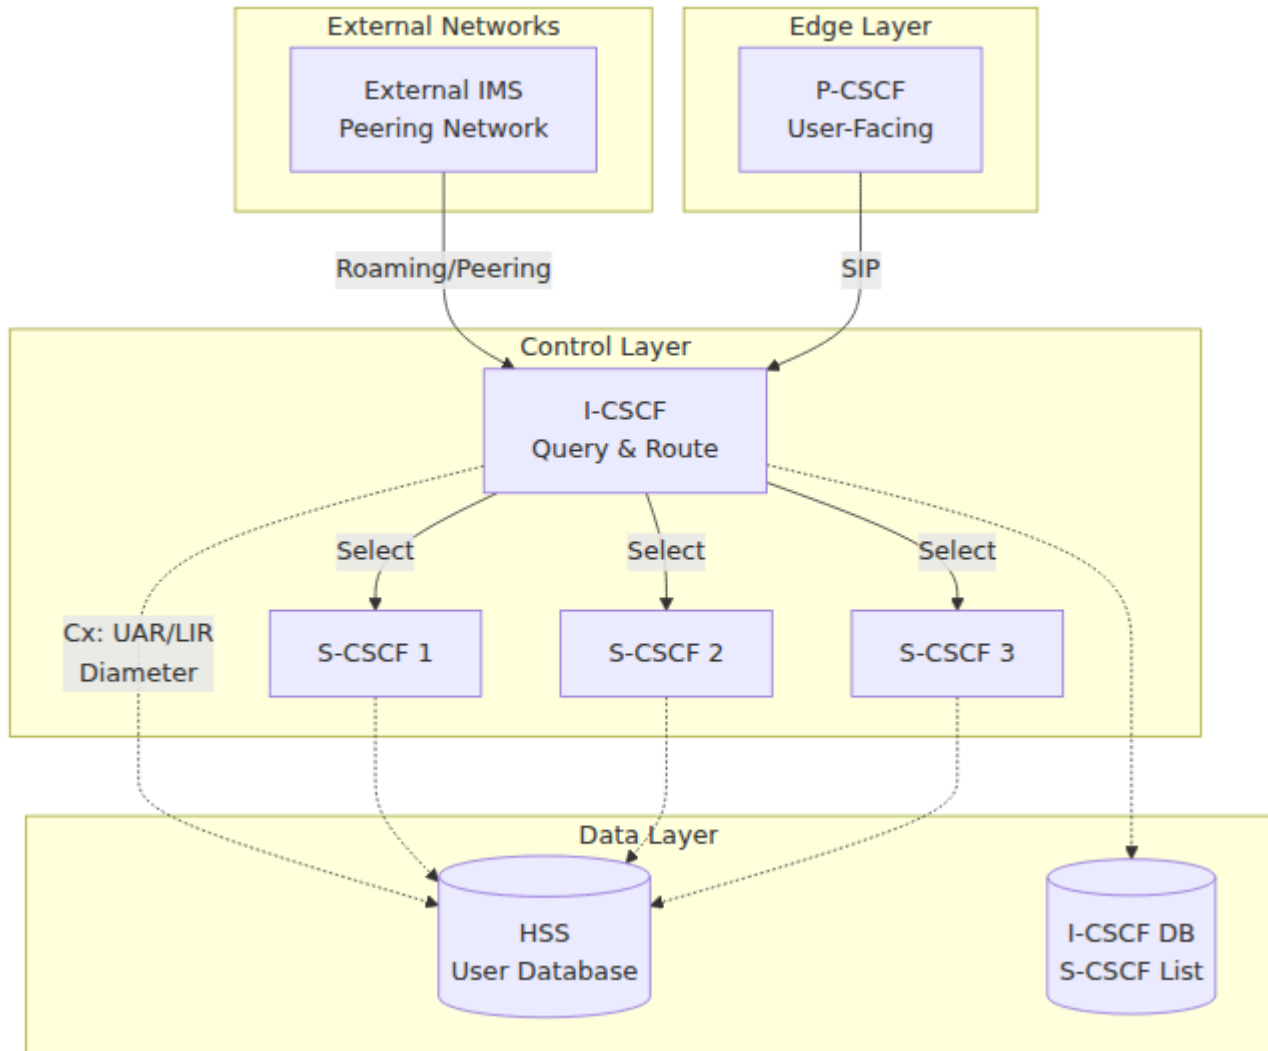 External Networks
Edge Layer
External IMS
Peering Network
P-CSCF
User-Facing
Roaming/Peering
SIP
Control Layer
I-CSCF
Query & Route
Select
Select
Select
Cx: UAR/LIR
Diameter
S-CSCF 1
S-CSCF 2
S-CSCF 3
Data Layer
HSS
User Database
I-CSCF DB
S-CSCF List